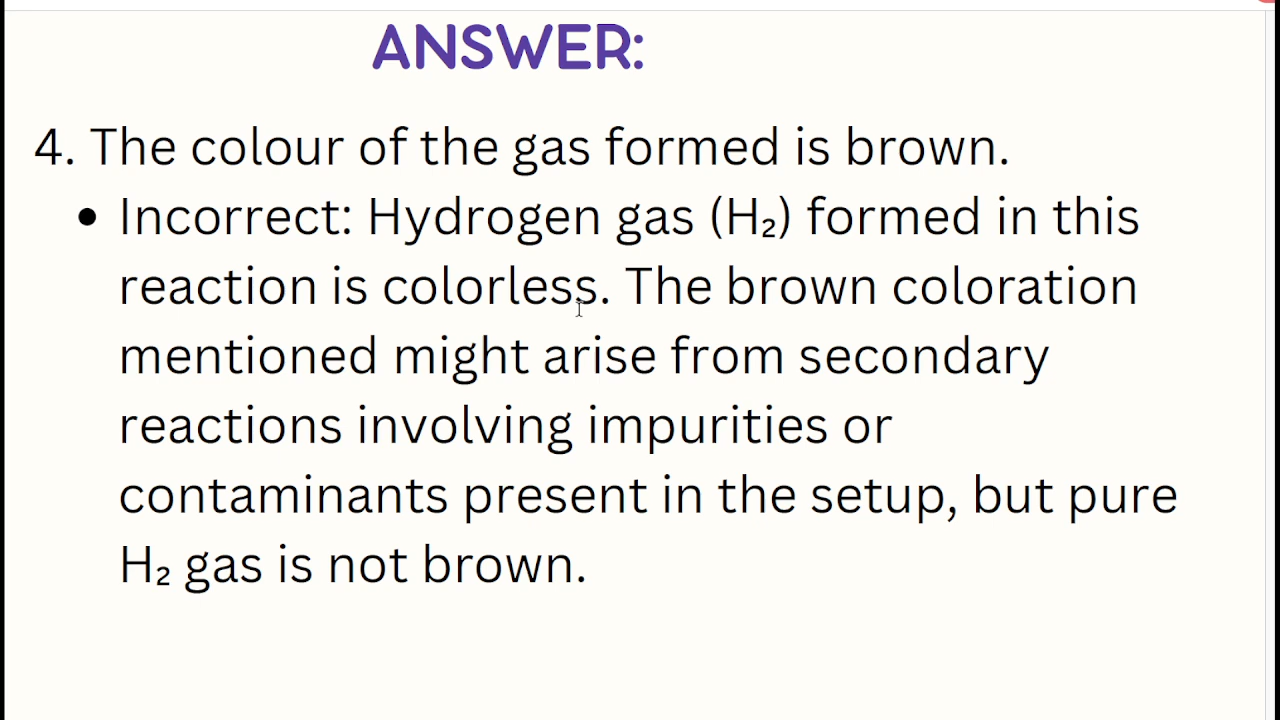 ANSWER:
4. The colour of the gas formed is brown.
• Incorrect: Hydrogen gas (H₂) formed in this
reaction is colorless. The brown coloration
mentioned might arise from secondary
reactions involving impurities or
contaminants present in the setup, but pure
H₂ gas is not brown.